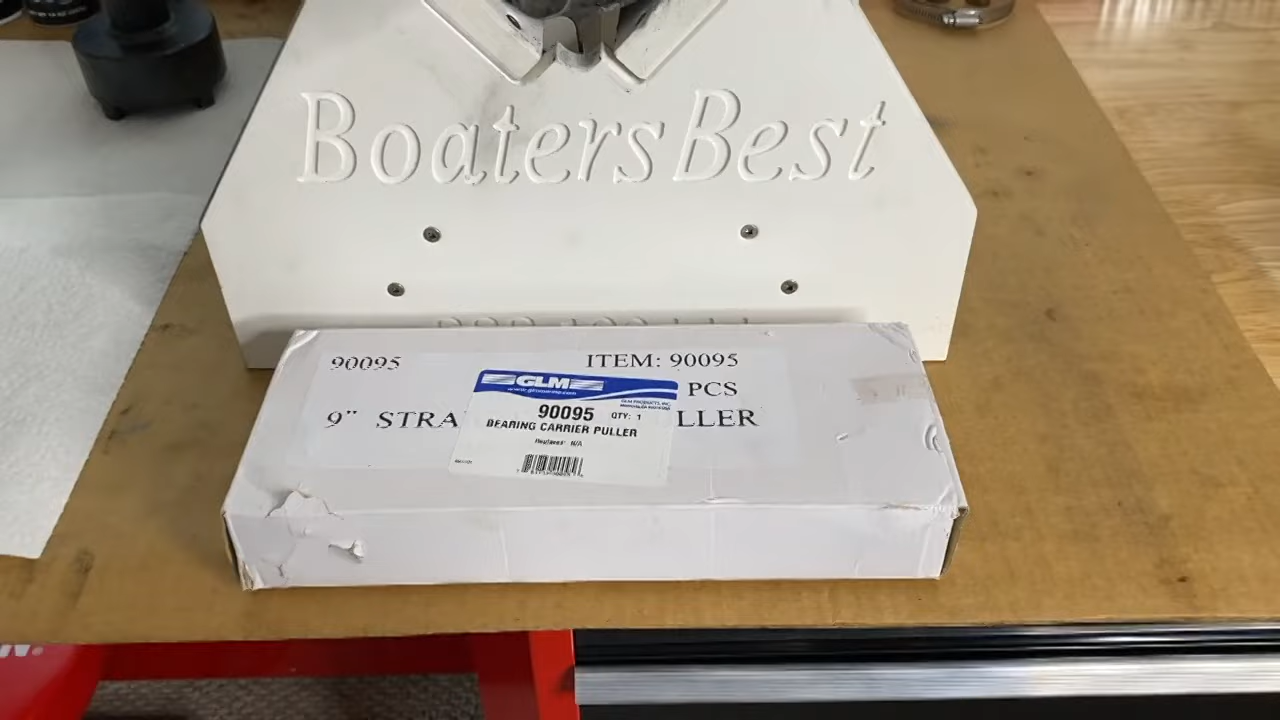 BoatersBest
90095
ITEM: 90095
PCS
9" STRA
LLER
GLM
90095 QTY: 1
BEARING CARRIER PULLER
N/A
N.